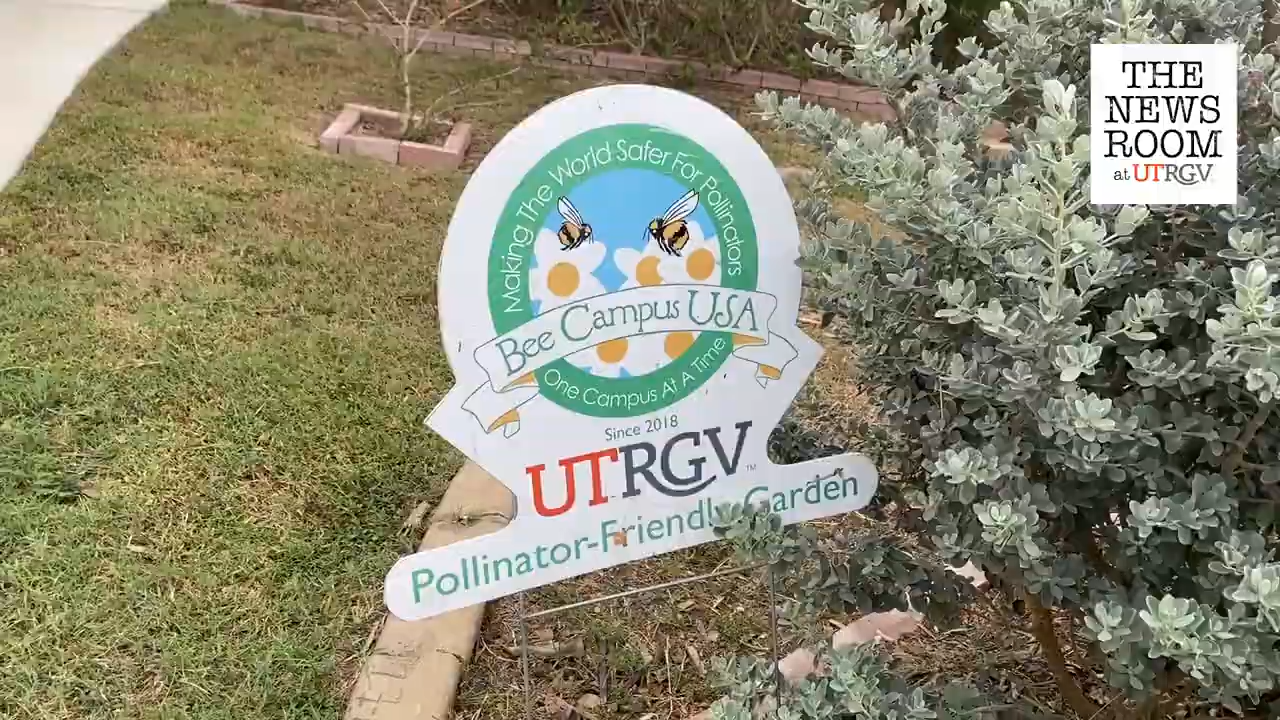 THE
NEWS
ROOM
at UTRGV
Making The World Safer For Pollinators
Bee Campus USA
One Campus At A Time
Since 2018
UTRGV™
Pollinator-Friendly Garden